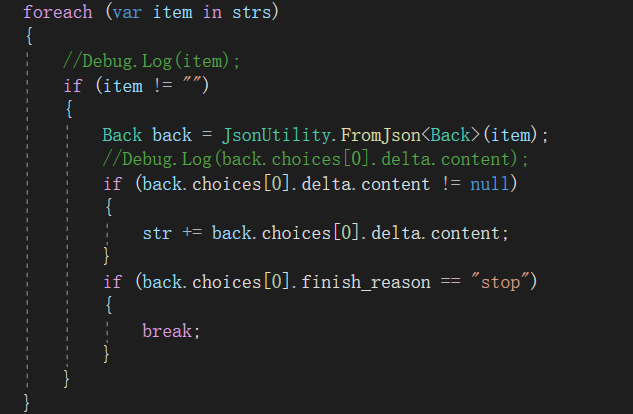 foreach (var item in strs)
{
//Debug.Log(item);
if (item != "")
{
Back back = JsonUtility.FromJson<Back>(item);
//Debug.Log(back.choices[0].delta.content);
if (back.choices[0].delta.content != null)
{
str += back.choices[0].delta.content;
}
if (back.choices[0].finish_reason == "stop")
{
break;
}
}
}